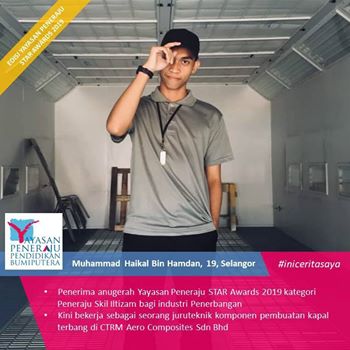 EDISI YAYASAN PENERAJU
STAR AWARDS 2019
YAYASAN
PENERAJU
PENDIDIKAN
BUMIPUTERA
Muhammad Haikal Bin Hamdan, 19, Selangor
#iniceritasaya
• Penerima anugerah Yayasan Peneraju STAR Awards 2019 kategori
Peneraju Skil Iltizam bagi industri Penerbangan
• Kini bekerja sebagai seorang juruteknik komponen pembuatan kapal
terbang di CTRM Aero Composites Sdn Bhd